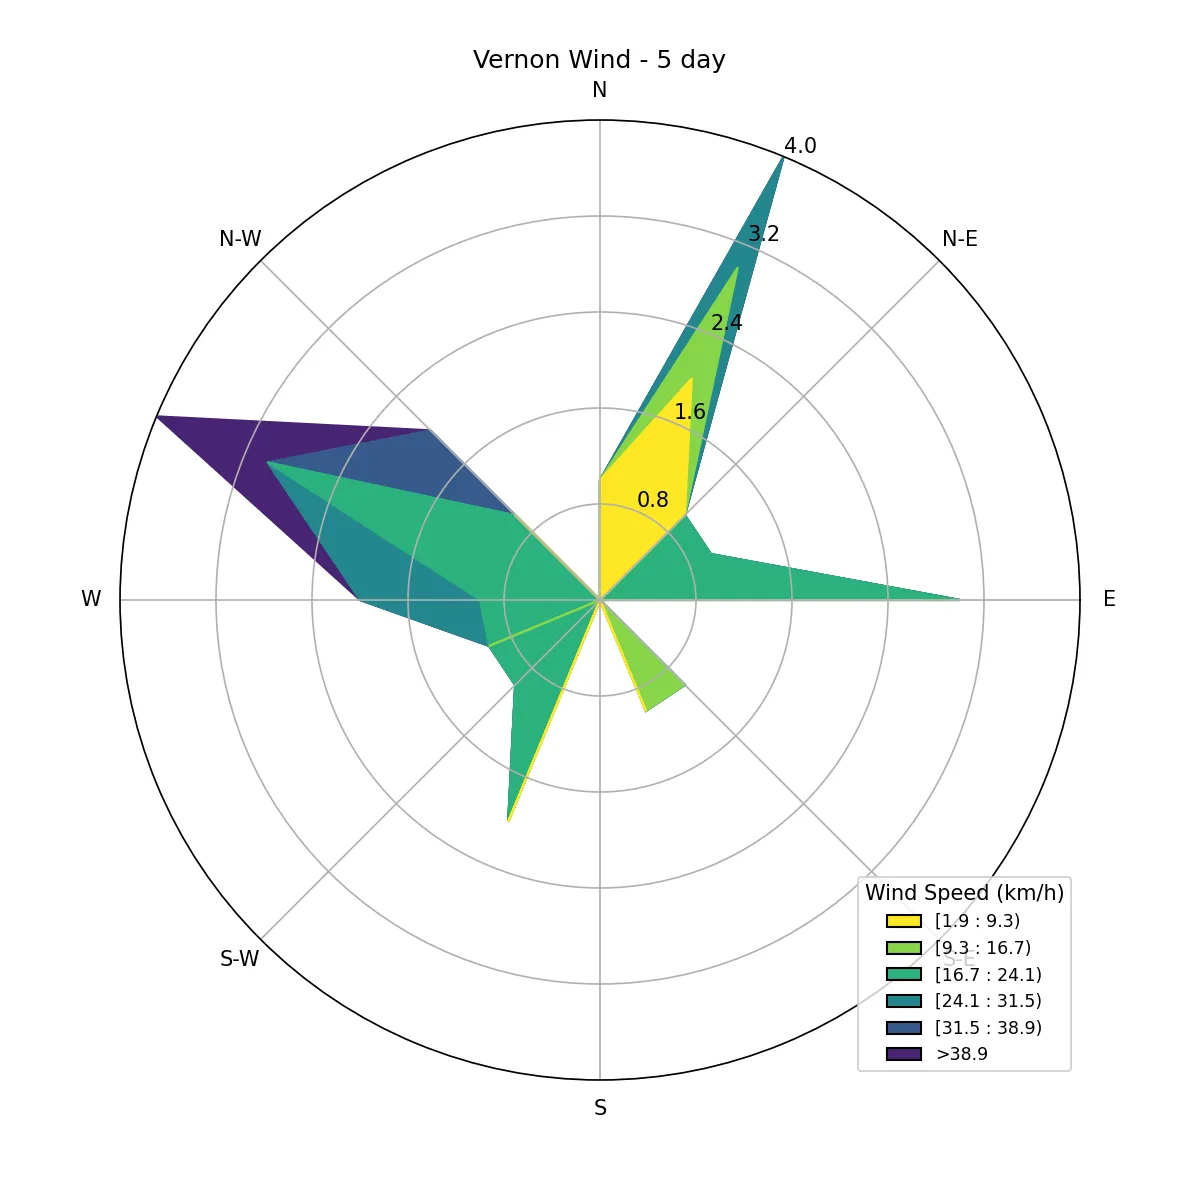 Vernon Wind - 5 day
N
4.0
3.2
N-W
N-E
2.4
1.6
0.8
W
E
Wind Speed (km/h)
[1.9 : 9.3)
[9.3 : 16.7)
S-W
S-E
[16.7 : 24.1)
[24.1 : 31.5)
[31.5 : 38.9)
>38.9
S